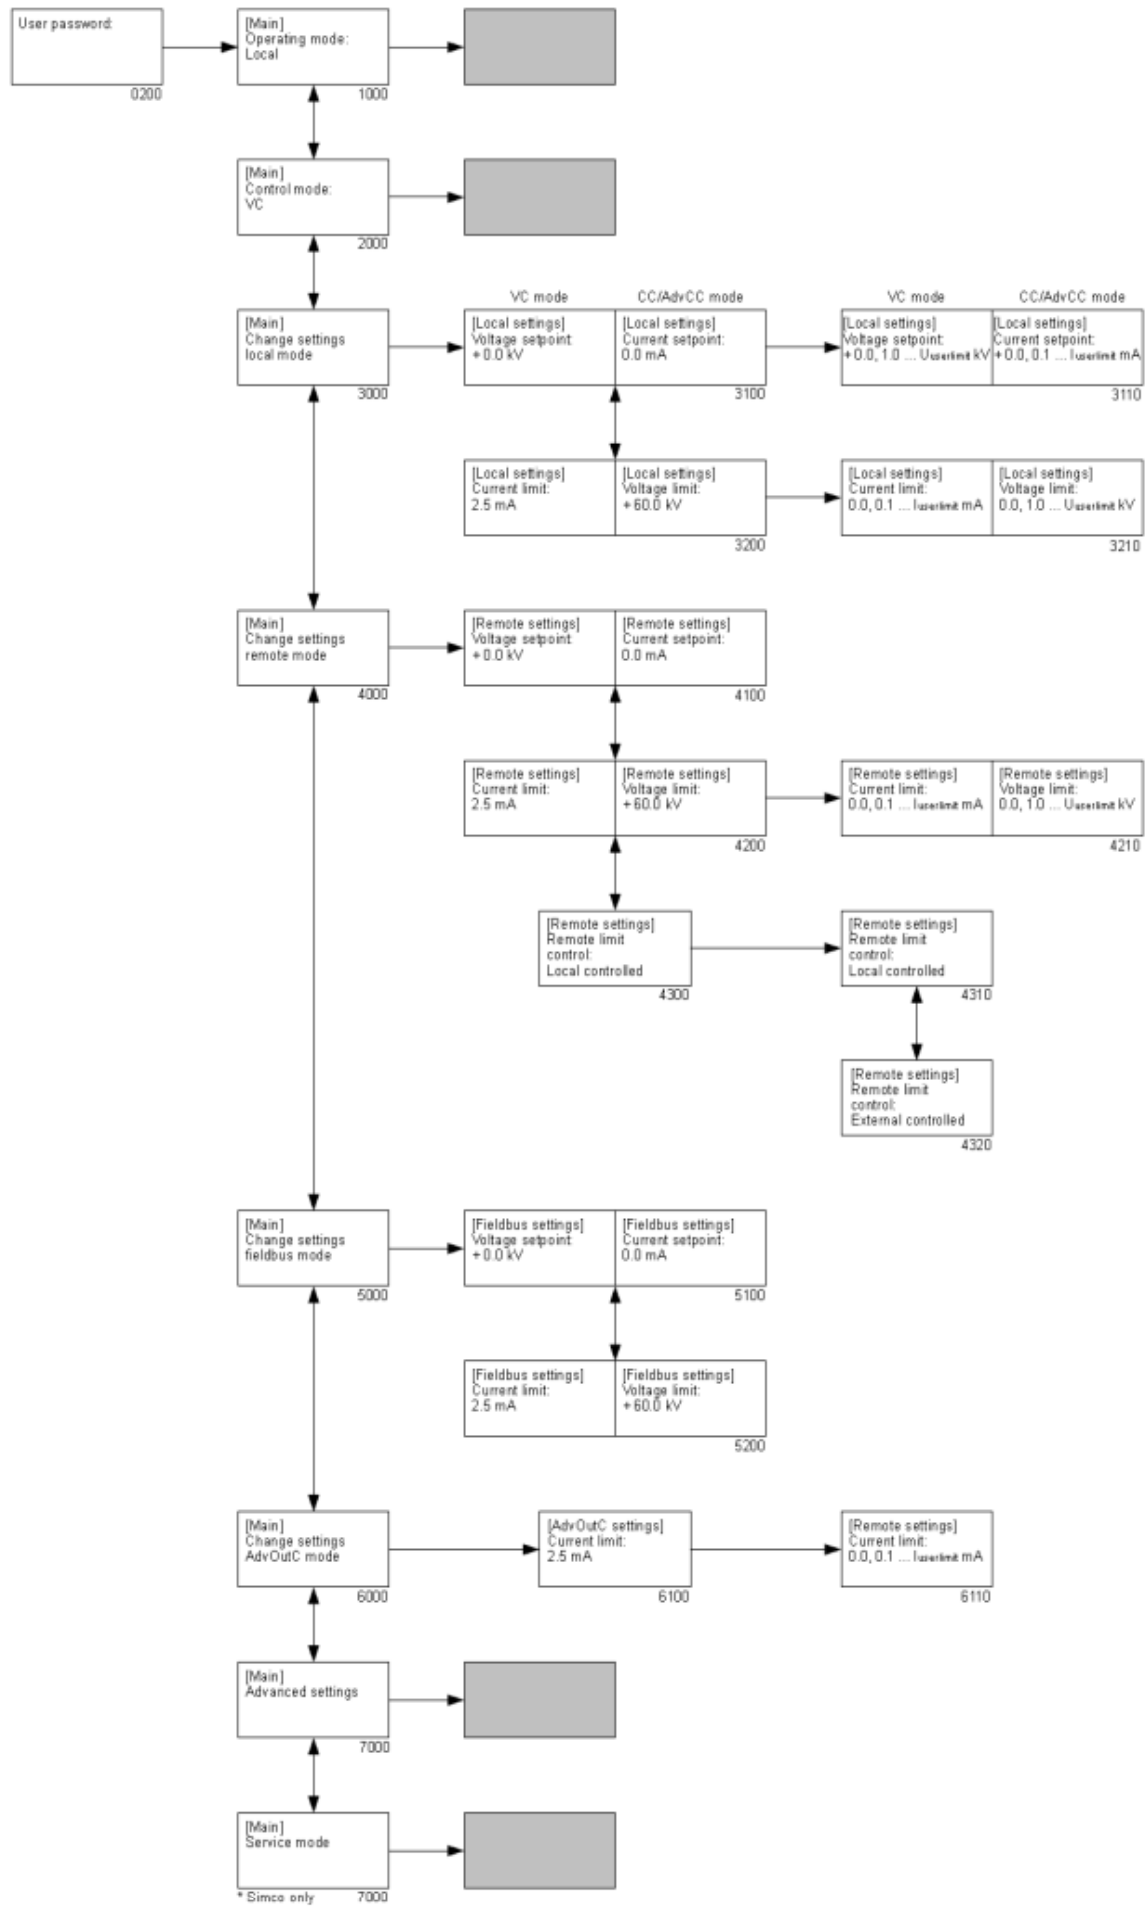 User password:
0200
[Main]
Operating mode:
Local
1000
[Main]
Control mode:
VC
2000
VC mode
CC/AdvCC mode
VC mode
CC/AdvCC mode
[Main]
Change settings
local mode
3000
[Local settings]
Voltage setpoint
+0.0 kV
[Local settings]
Current setpoint:
0.0 mA
3100
[Local settings]
Voltage setpoint:
+0.0, 1.0 ... Uuserlimit kV
[Local settings]
Current setpoint:
+0.0, 0.1 ... Iuserlimit mA
3110
[Local settings]
Current limit:
2.5 mA
[Local settings]
Voltage limit:
+60.0 kV
3200
[Local settings]
Current limit:
0.0, 0.1 ... Iuserlimit mA
[Local settings]
Voltage limit:
0.0, 1.0 ... Uuserlimit kV
3210
[Main]
Change settings
remote mode
4000
[Remote settings]
Voltage setpoint
+0.0 kV
[Remote settings]
Current setpoint:
0.0 mA
4100
[Remote settings]
Current limit:
2.5 mA
[Remote settings]
Voltage limit:
+60.0 kV
4200
[Remote settings]
Current limit:
0.0, 0.1 ... Iuserlimit mA
[Remote settings]
Voltage limit:
0.0, 1.0 ... Uuserlimit kV
4210
[Remote settings]
Remote limit
control:
Local controlled
4300
[Remote settings]
Remote limit
control:
Local controlled
4310
[Remote settings]
Remote limit
control:
External controlled
4320
[Main]
Change settings
fieldbus mode
5000
[Fieldbus settings]
Voltage setpoint
+0.0 kV
[Fieldbus settings]
Current setpoint:
0.0 mA
5100
[Fieldbus settings]
Current limit:
2.5 mA
[Fieldbus settings]
Voltage limit:
+60.0 kV
5200
[Main]
Change settings
AdvOutC mode
6000
[AdvOutC settings]
Current limit:
2.5 mA
6100
[Remote settings]
Current limit:
0.0, 0.1 ... Iuserlimit mA
6110
[Main]
Advanced settings
7000
[Main]
Service mode
* Simco only
7000